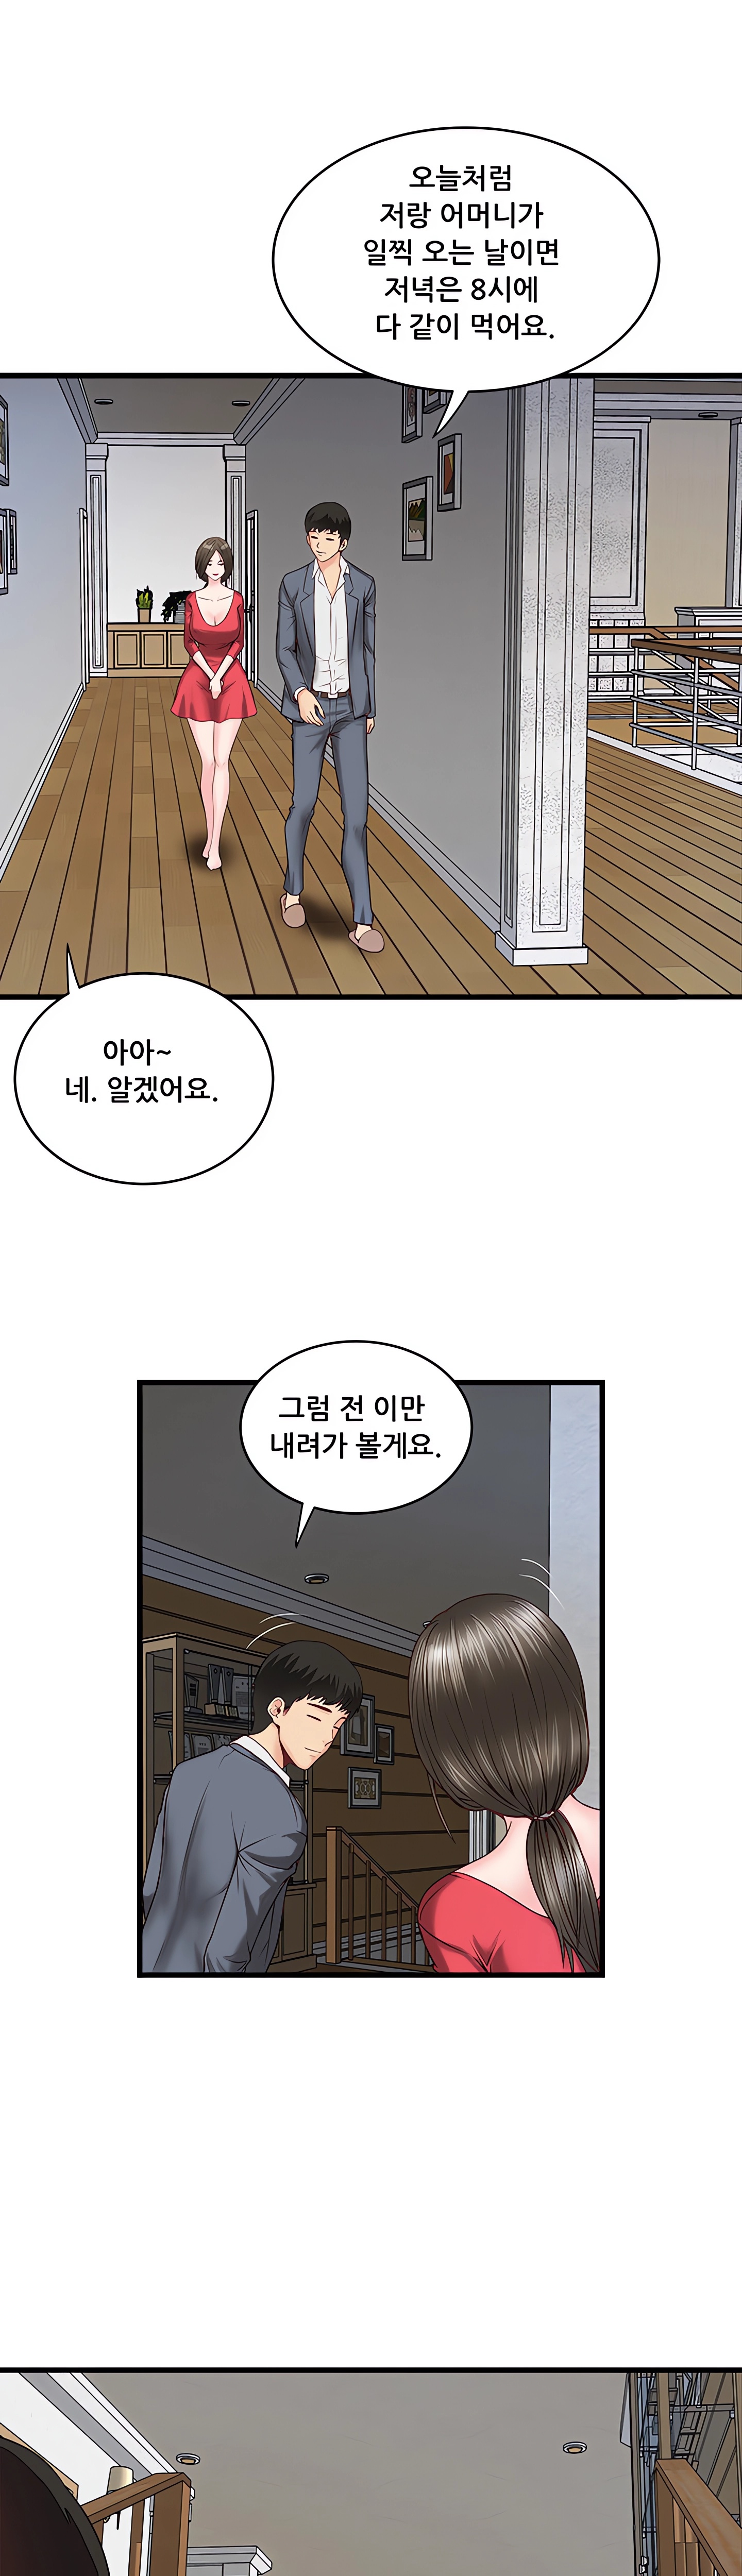 오늘처럼
저랑 어머니가
일찍 오는 날이면
저녁은 8시에
다 같이 먹어요.
아아~
네. 알겠어요.
그럼 전 이만
내려가 볼게요.